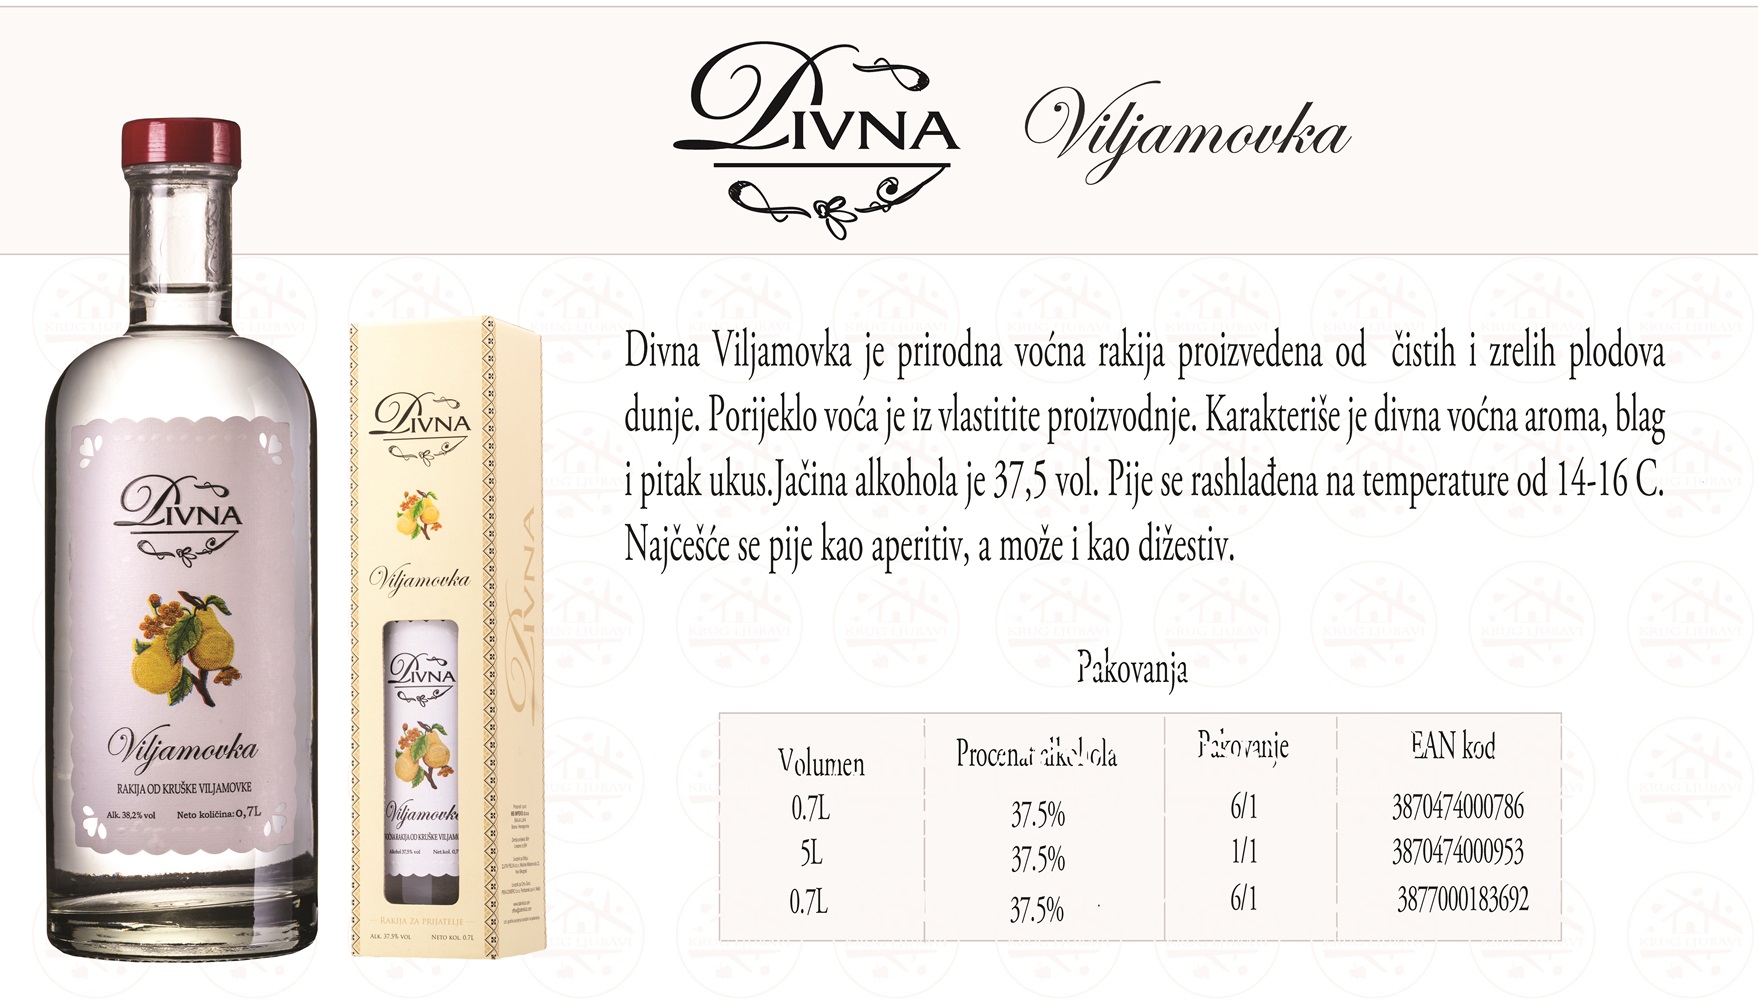 DIVNA
Viljamovka
Divna Viljamovka je prirodna voćna rakija proizvedena od čistih i zrelih plodova
dunje. Porijeklo voća je iz vlastitite proizvodnje. Karakteriše je divna voćna aroma, blag
i pitak ukus.Jačina alkohola je 37,5 vol. Pije se rashlađena na temperature od 14-16 C.
Najčešće se pije kao aperitiv, a može i kao dižestiv.
Pakovanja
Volumen Procenat alkohola Pakovanje EAN kod
0.7L 37.5% 6/1 3870474000786
5L 37.5% 1/1 3870474000953
0.7L 37.5% 6/1 3877000183692
DIVNA
Viljamovka
RAKIJA OD KRUŠKE VILJAMOVKE
Alk. 38,2% vol Neto količina: 0,7L
DIVNA
Viljamovka
DIVNA
DIVNA
Viljamovk
RAKIJA OD KRUŠKE VILJAMO
RAKIJA ZA PRIJATELJE
ALK. 37.5% VOL NETO KOL. 0.7L
KRUG LJUBAVI